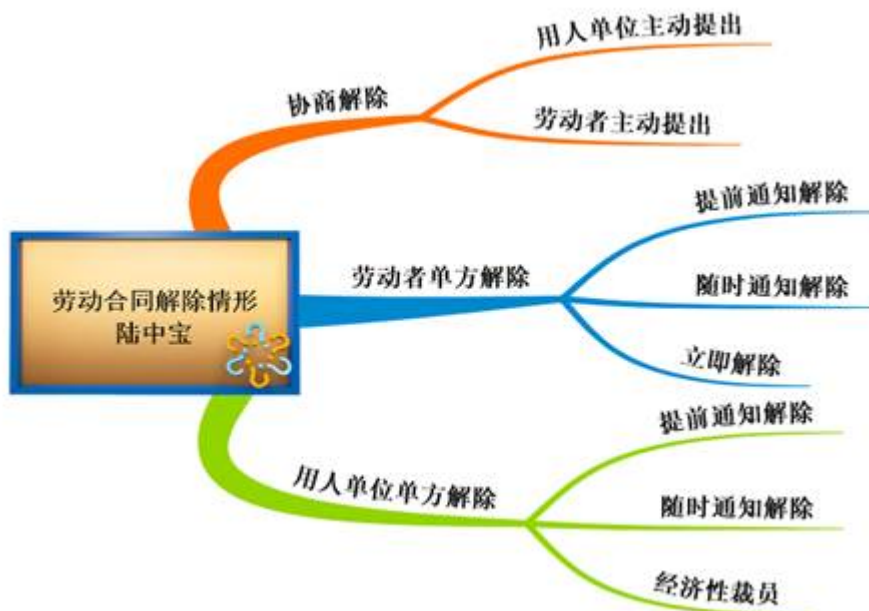 用人单位主动提出
协商解除
劳动者主动提出
提前通知解除
劳动者单方解除
随时通知解除
立即解除
劳动合同解除情形
陆中宝
提前通知解除
用人单位单方解除
随时通知解除
经济性裁员